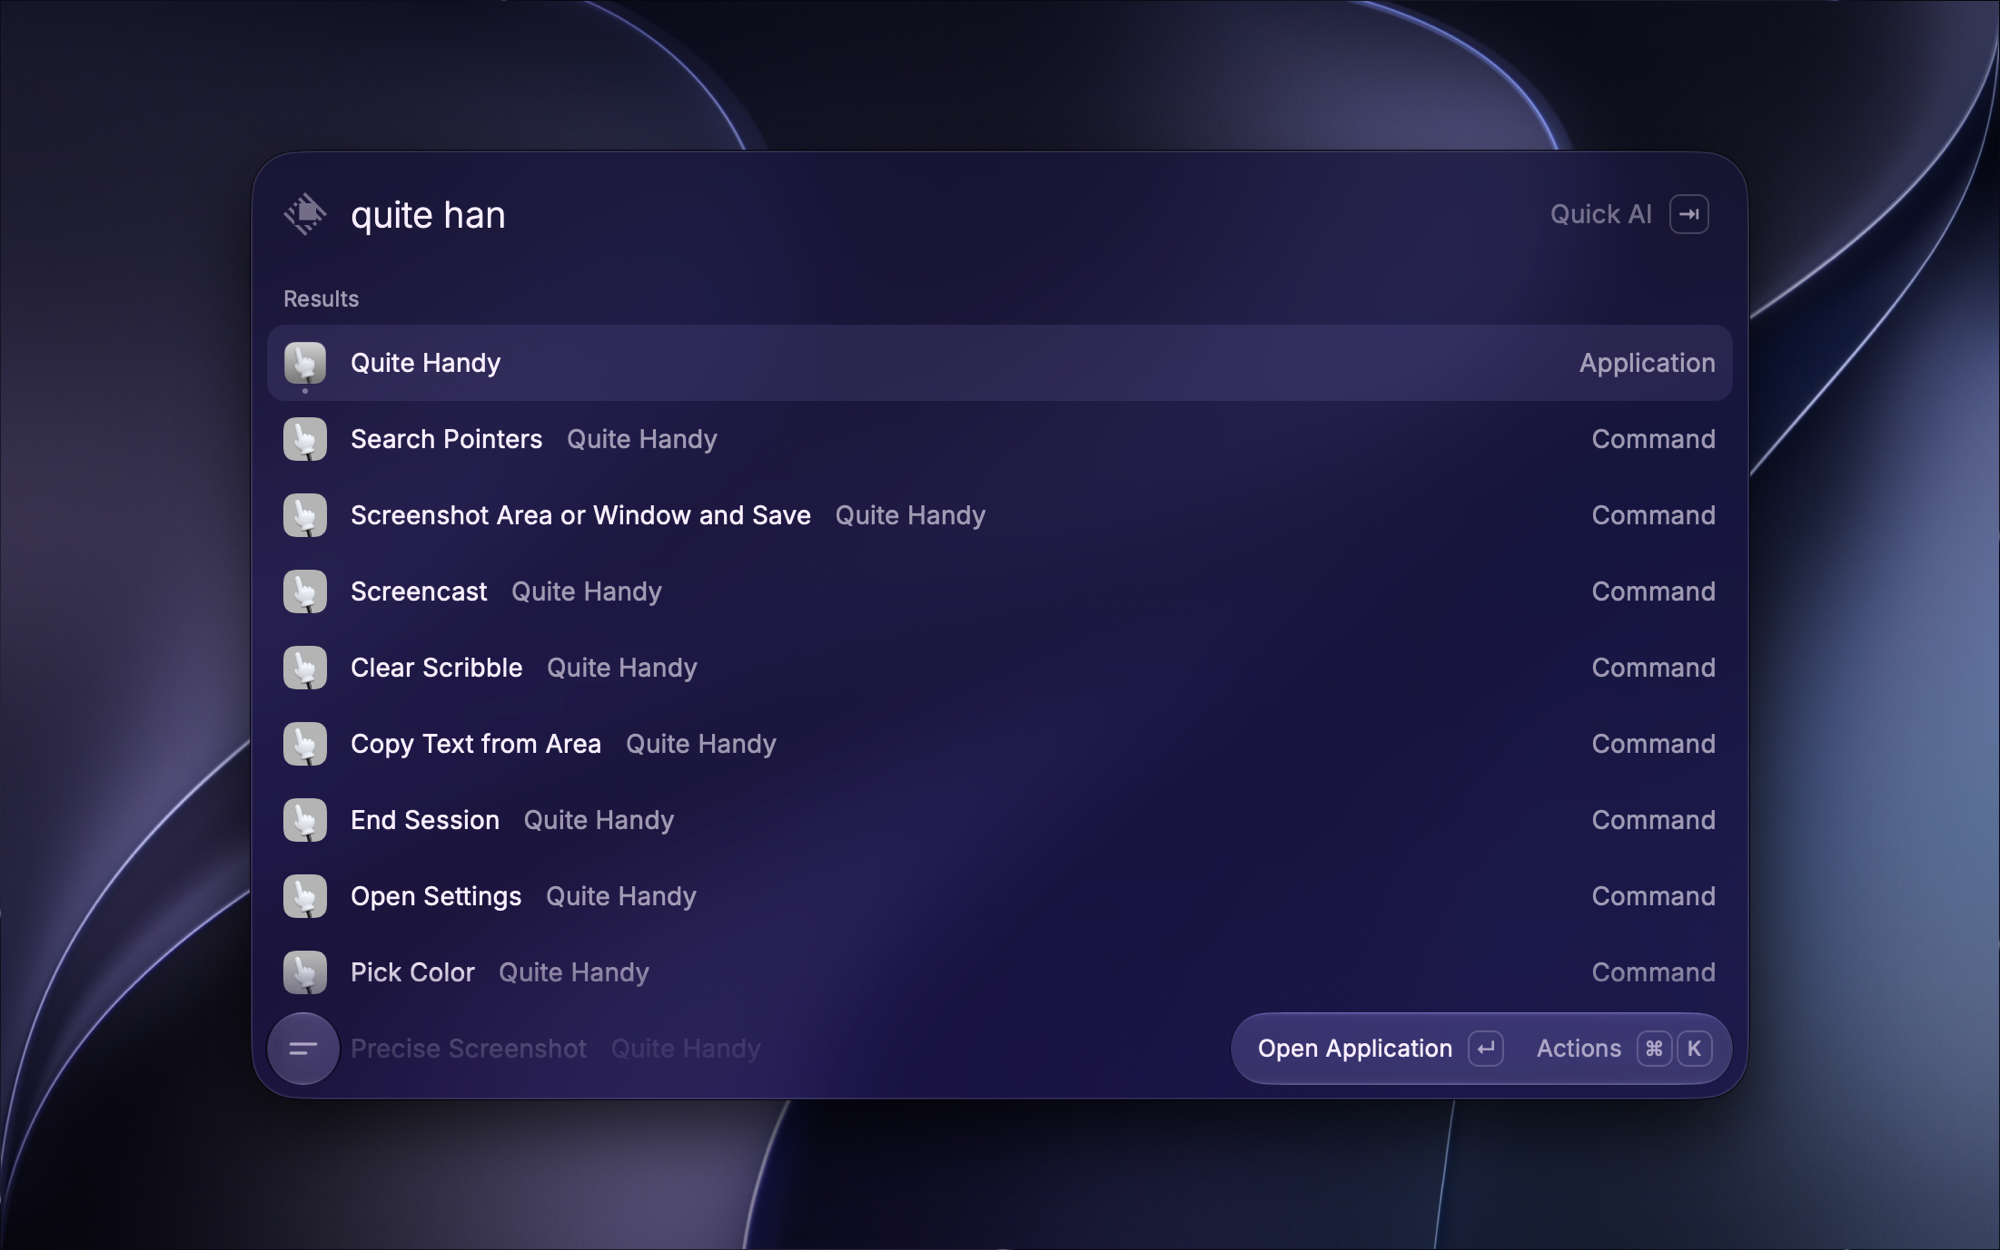 quite han
Quick AI
Results
Quite Handy Application
Search Pointers Quite Handy Command
Screenshot Area or Window and Save Quite Handy Command
Screencast Quite Handy Command
Clear Scribble Quite Handy Command
Copy Text from Area Quite Handy Command
End Session Quite Handy Command
Open Settings Quite Handy Command
Pick Color Quite Handy Command
Precise Screenshot Quite Handy
Open Application ↵ Actions ⌘ K